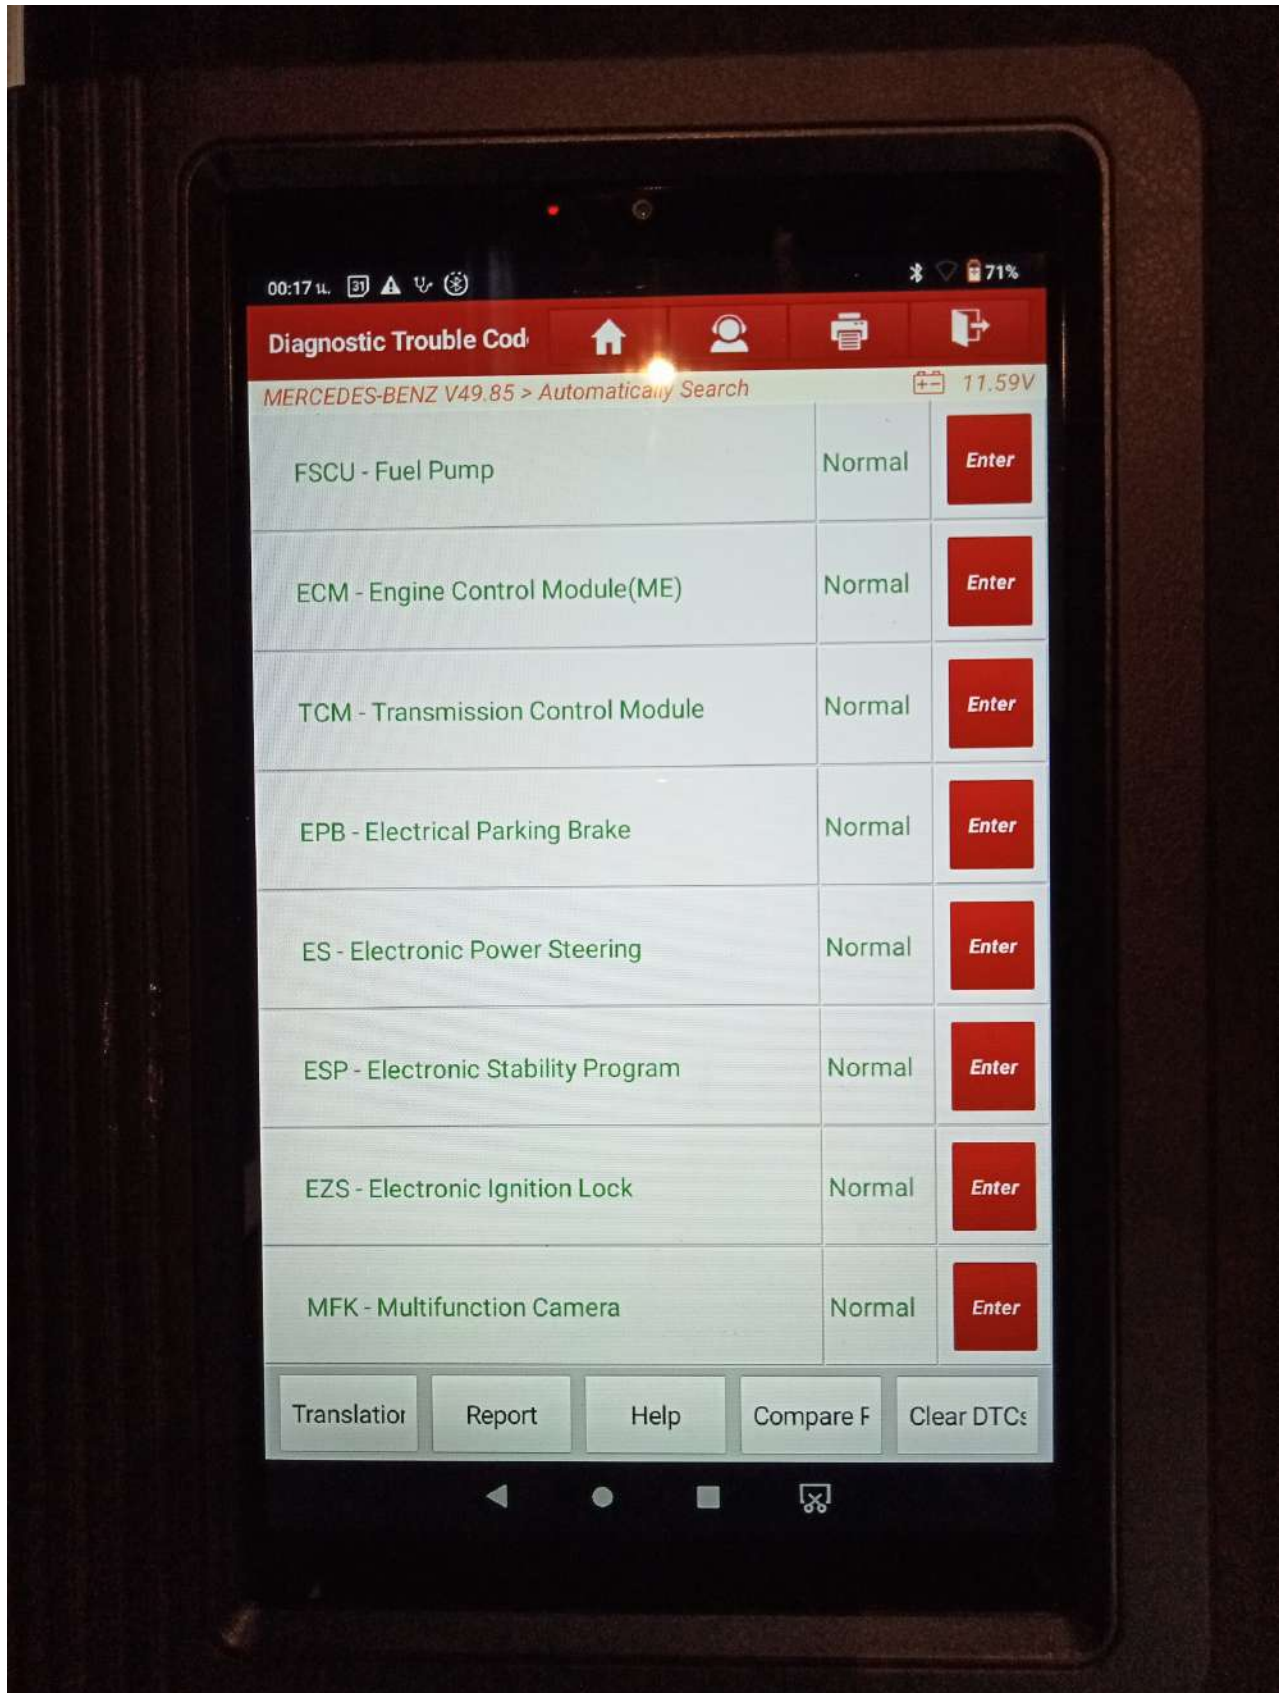 00:17 น. 31 71%
Diagnostic Trouble Cod
MERCEDES-BENZ V49.85 > Automatically Search 11.59V
FSCU - Fuel Pump Normal Enter
ECM - Engine Control Module(ME) Normal Enter
TCM - Transmission Control Module Normal Enter
EPB - Electrical Parking Brake Normal Enter
ES - Electronic Power Steering Normal Enter
ESP - Electronic Stability Program Normal Enter
EZS - Electronic Ignition Lock Normal Enter
MFK - Multifunction Camera Normal Enter
Translation Report Help Compare F Clear DTCs